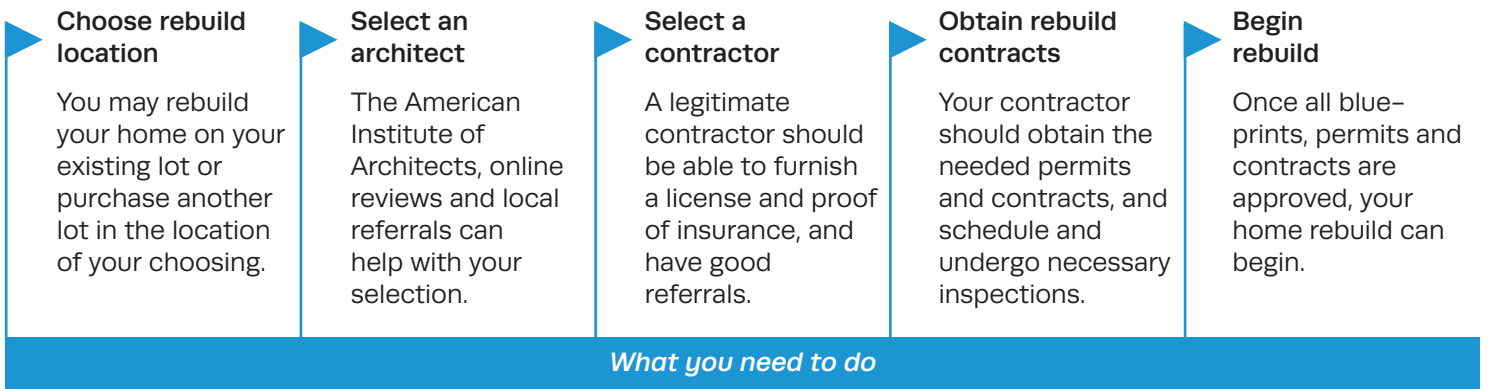 Choose rebuild
location
You may rebuild
your home on your
existing lot or
purchase another
lot in the location
of your choosing.
Select an
architect
The American
Institute of
Architects, online
reviews and local
referrals can
help with your
selection.
Select a
contractor
A legitimate
contractor should
be able to furnish
a license and proof
of insurance, and
have good
referrals.
Obtain rebuild
contracts
Your contractor
should obtain the
needed permits
and contracts, and
schedule and
undergo necessary
inspections.
Begin
rebuild
Once all blue-
prints, permits and
contracts are
approved, your
home rebuild can
begin.
What you need to do